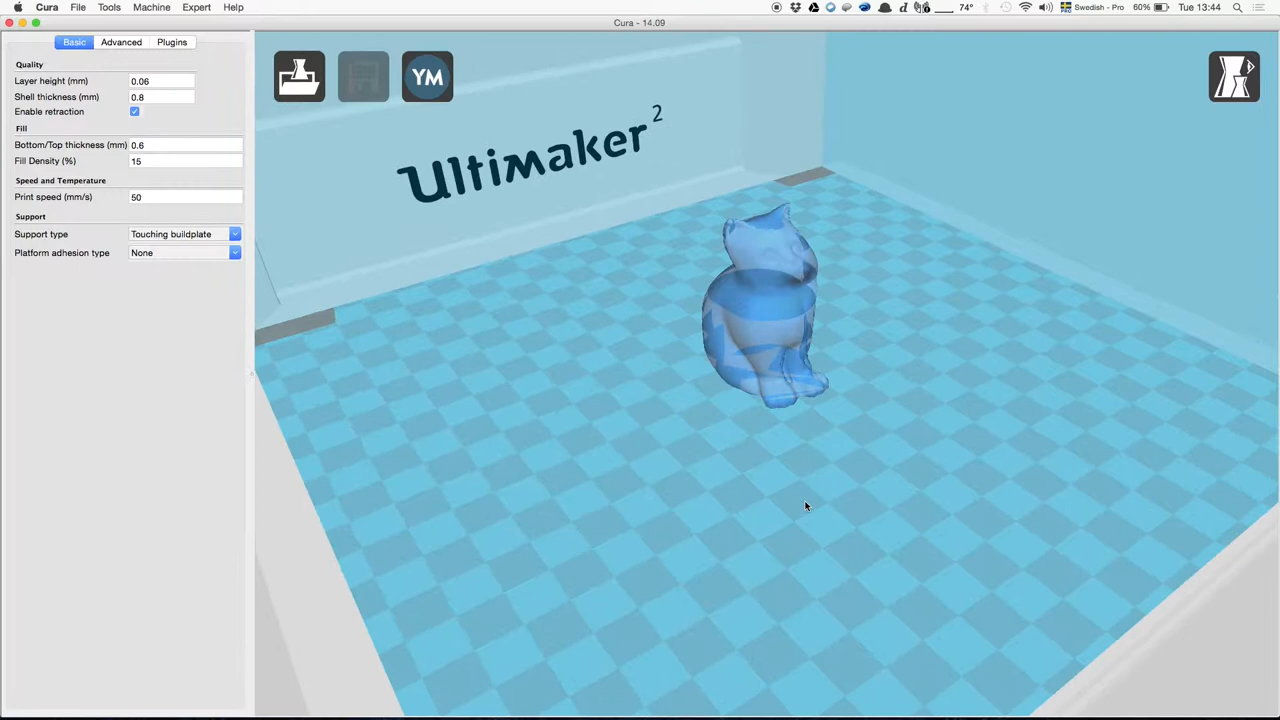 Cura File Tools Machine Expert Help
74° Swedish - Pro 60% Tue 13:44
Cura - 14.09
Basic Advanced Plugins
Quality
Layer height (mm) 0.06
Shell thickness (mm) 0.8
Enable retraction
Fill
Bottom/Top thickness (mm) 0.6
Fill Density (%) 15
Speed and Temperature
Print speed (mm/s) 50
Support
Support type Touching buildplate
Platform adhesion type None
YM
Ultimaker²